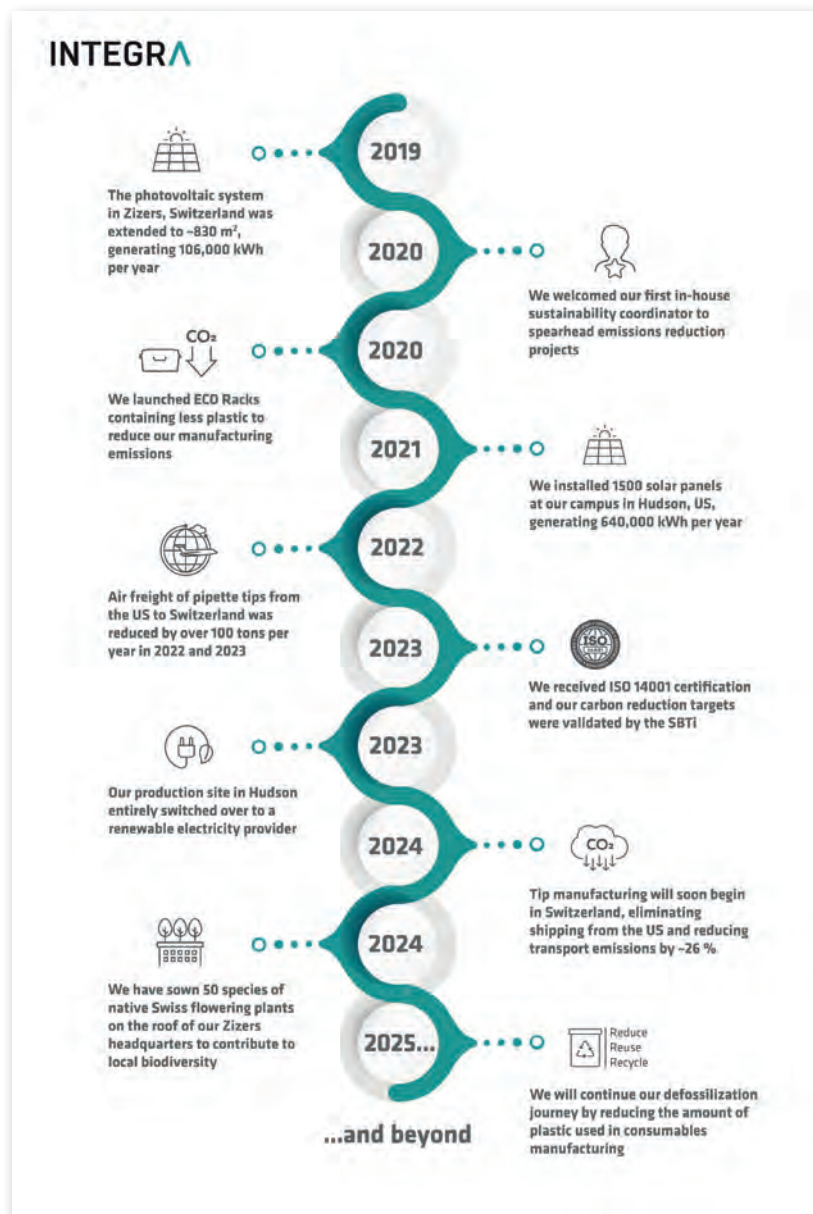 INTEGRA
2019
The photovoltaic system
in Zizers, Switzerland was
extended to ~830 m²,
generating 106,000 kWh
per year
2020
We welcomed our first in-house
sustainability coordinator to
spearhead emissions reduction
projects
2020
CO₂
We launched ECO Racks
containing less plastic to
reduce our manufacturing
emissions
2021
We installed 1500 solar panels
at our campus in Hudson, US,
generating 640,000 kWh per year
2022
Air freight of pipette tips from
the US to Switzerland was
reduced by over 100 tons per
year in 2022 and 2023
2023
ISO
We received ISO 14001 certification
and our carbon reduction targets
were validated by the SBTi
2023
Our production site in Hudson
entirely switched over to a
renewable electricity provider
2024
CO₂
Tip manufacturing will soon begin
in Switzerland, eliminating
shipping from the US and reducing
transport emissions by ~26 %
2024
We have sown 50 species of
native Swiss flowering plants
on the roof of our Zizers
headquarters to contribute to
local biodiversity
2025...
Reduce
Reuse
Recycle
We will continue our defossilization
journey by reducing the amount of
plastic used in consumables
manufacturing
...and beyond